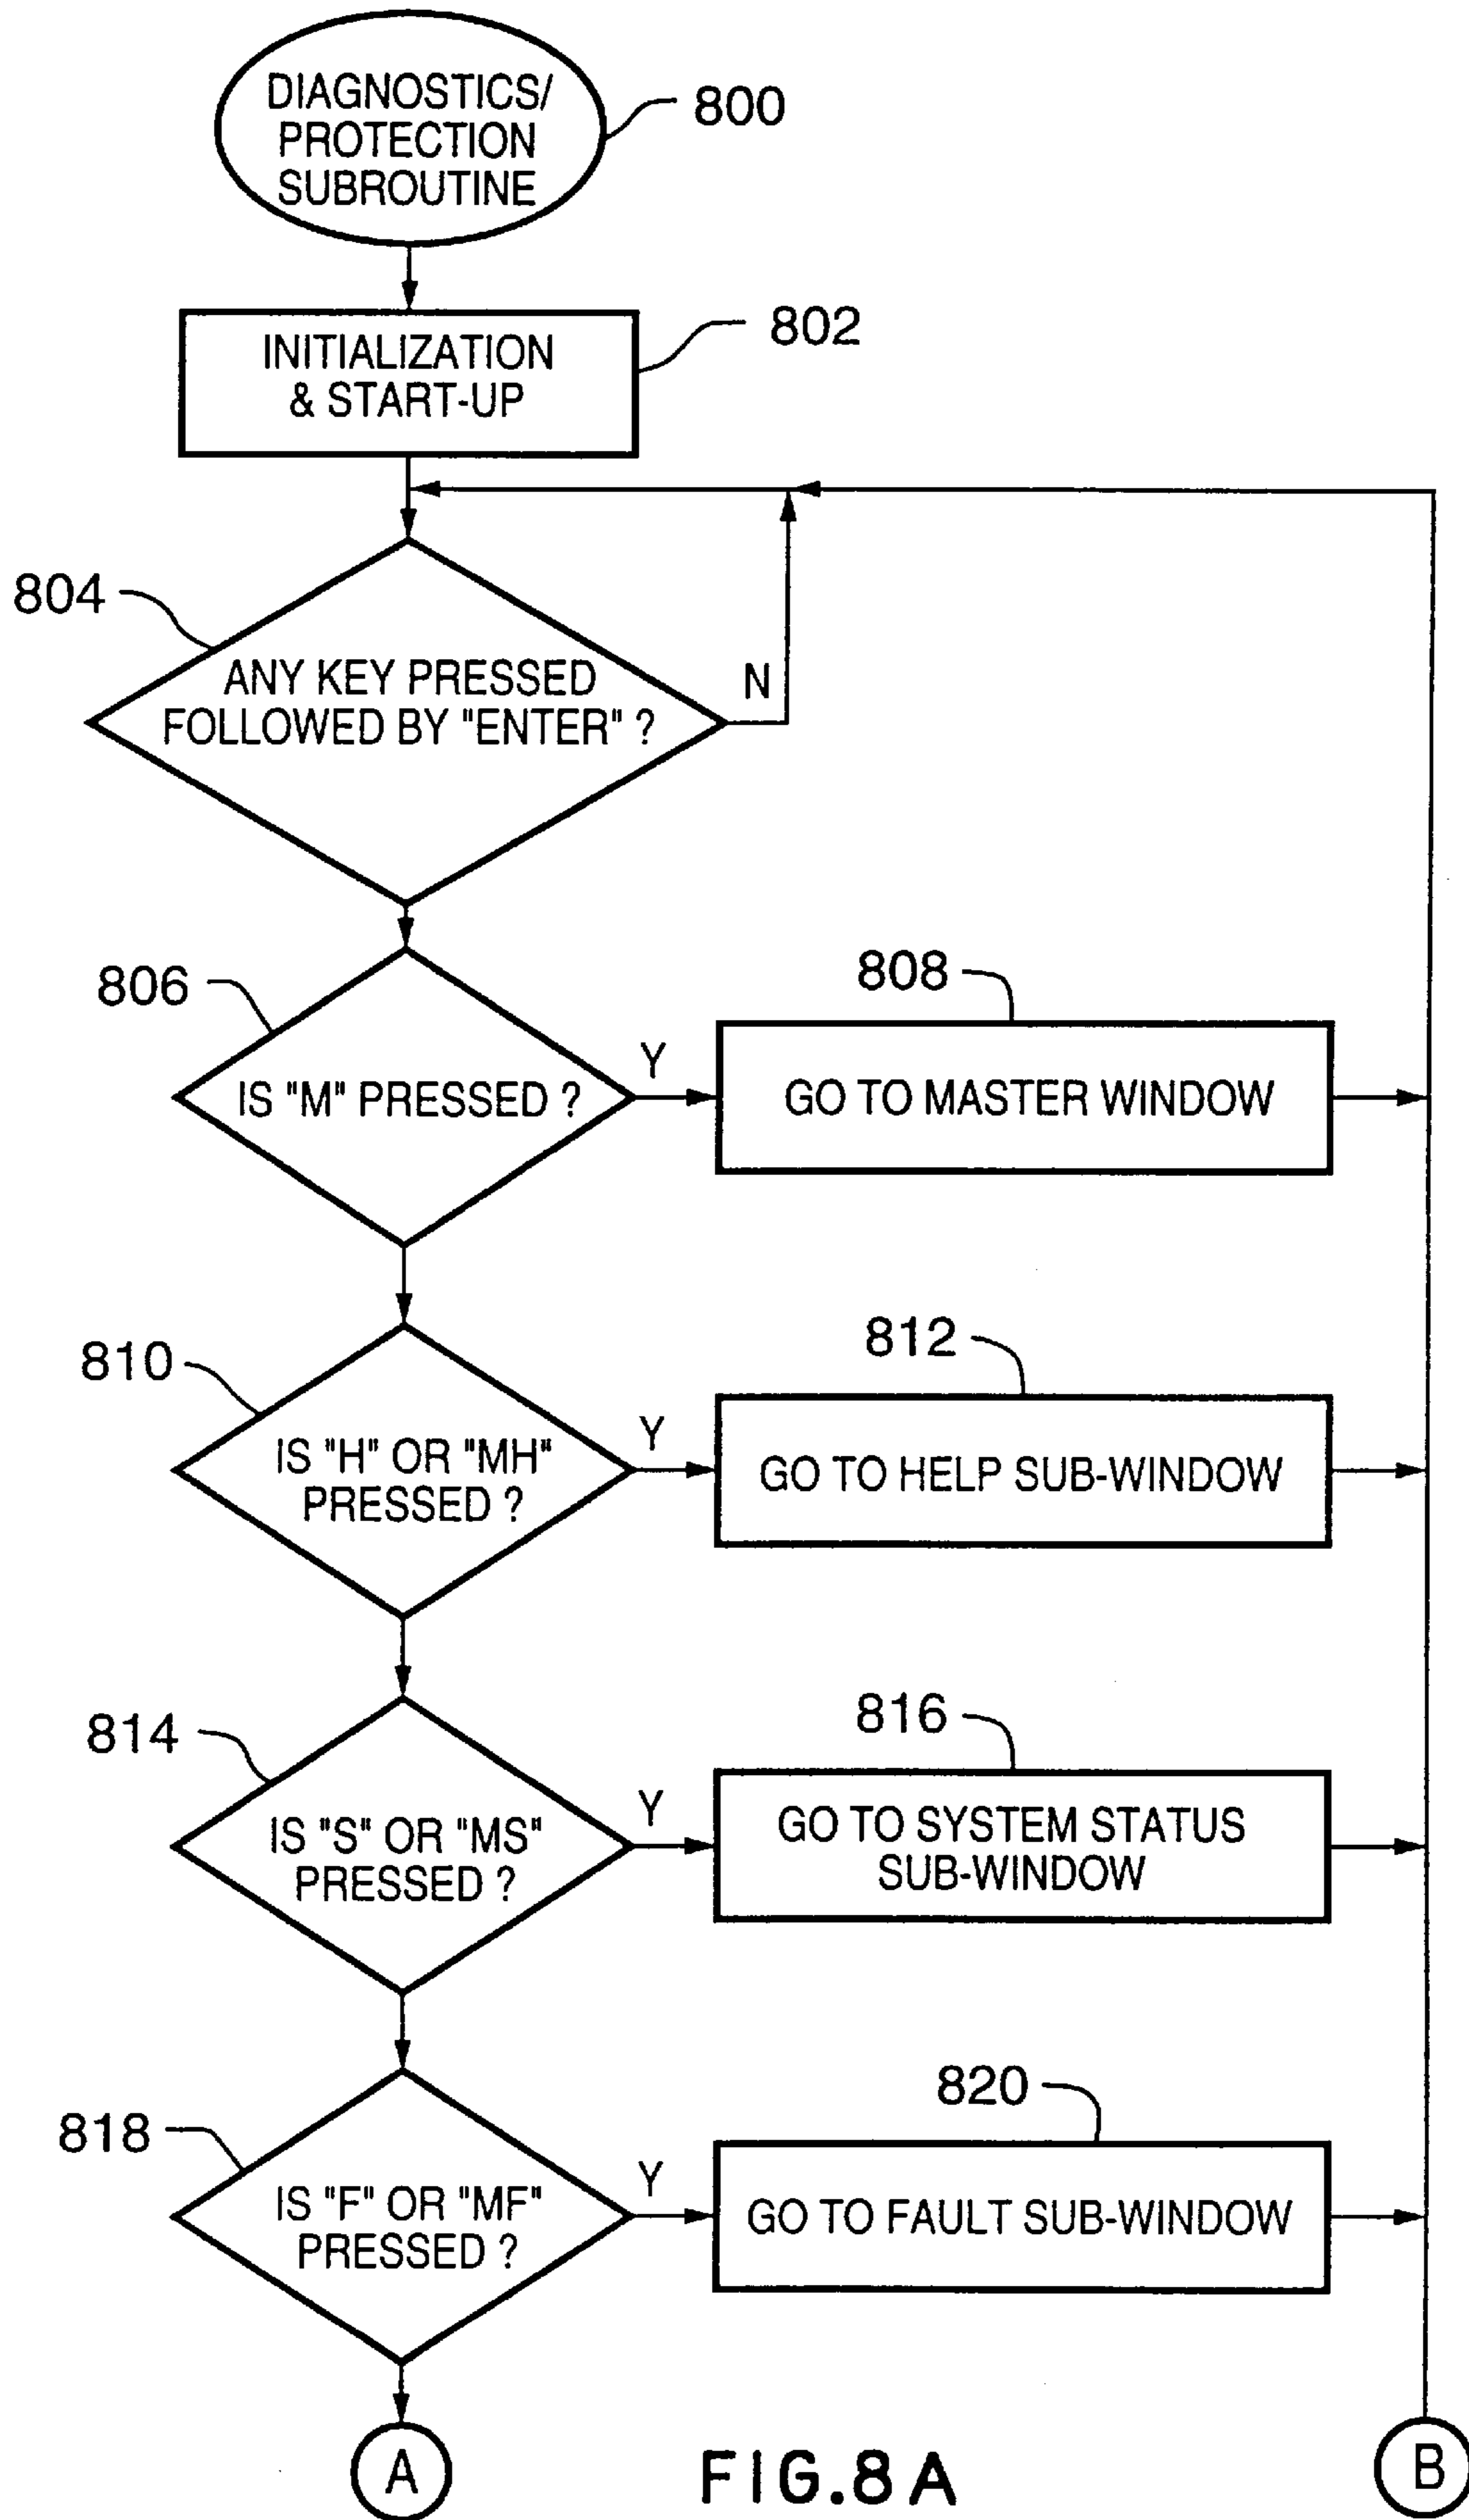 DIAGNOSTICS/
PROTECTION
SUBROUTINE
800
INITIALIZATION
& START-UP
802
804
ANY KEY PRESSED
FOLLOWED BY "ENTER" ?
N
806
IS "M" PRESSED ?
Y
808
GO TO MASTER WINDOW
810
IS "H" OR "MH"
PRESSED ?
Y
812
GO TO HELP SUB-WINDOW
814
IS "S" OR "MS"
PRESSED ?
Y
816
GO TO SYSTEM STATUS
SUB-WINDOW
818
IS "F" OR "MF"
PRESSED ?
Y
820
GO TO FAULT SUB-WINDOW
A
FIG.8A
B